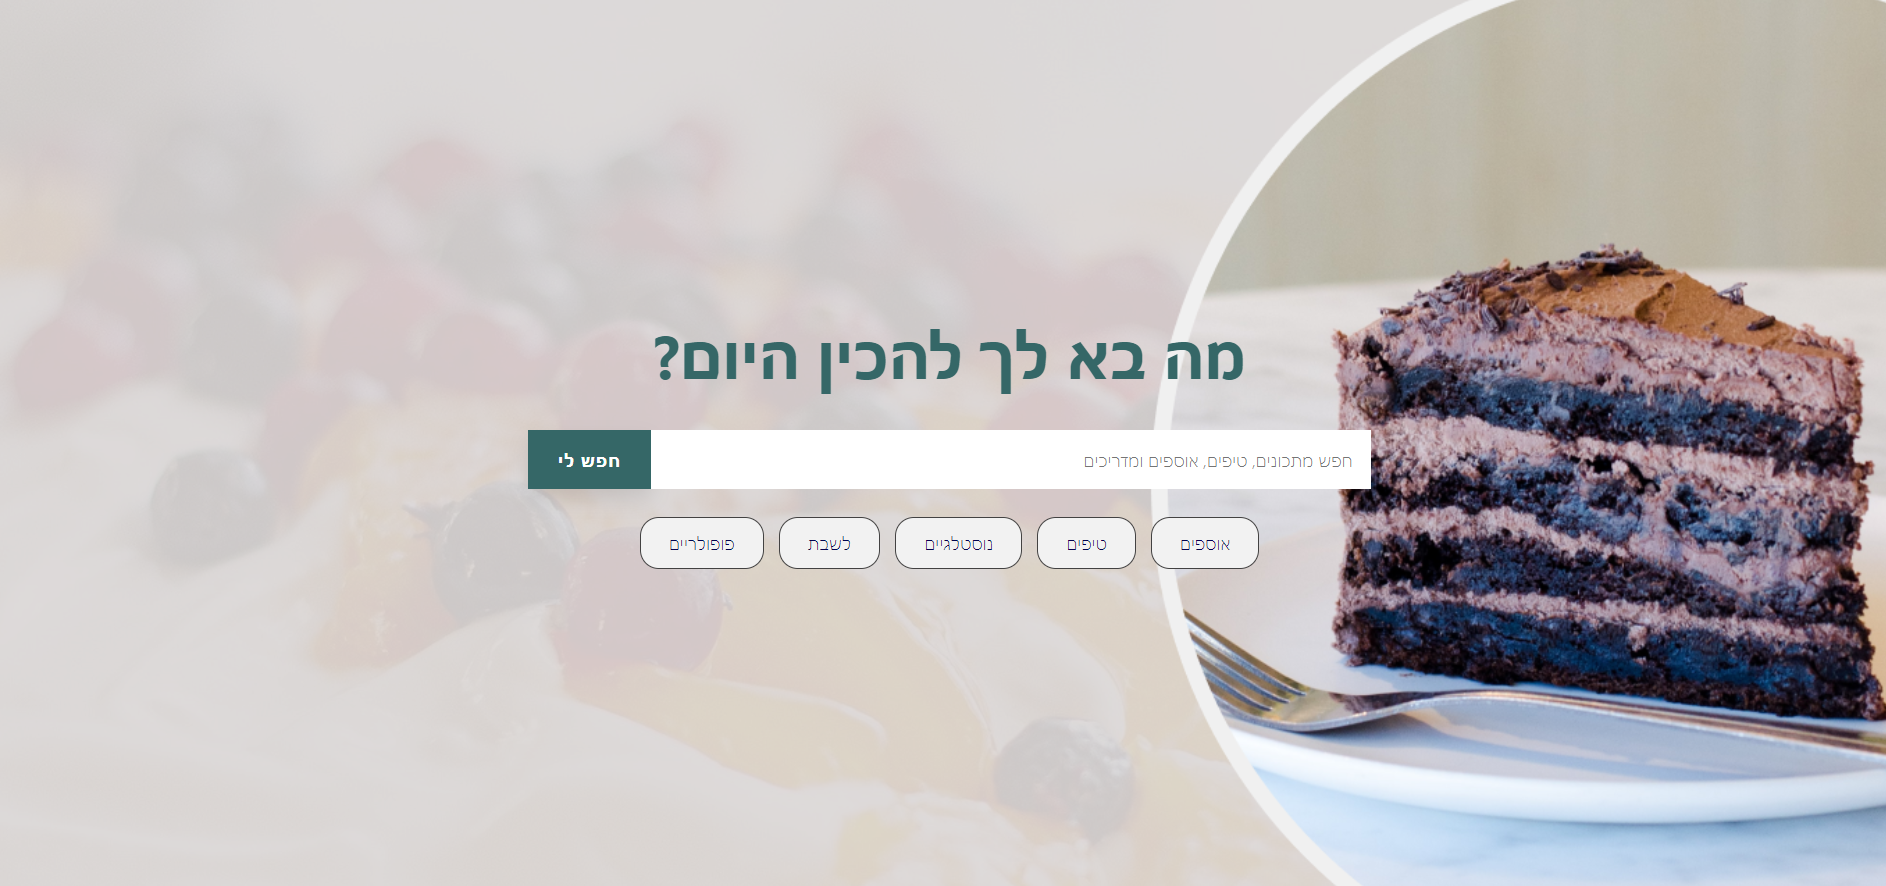 מה בא לך להכין היום?
חפש מתכונים, טיפים, אוספים ומדריכים
חפש לי
אוספים
טיפים
נוסטלגיים
לשבת
פופולריים